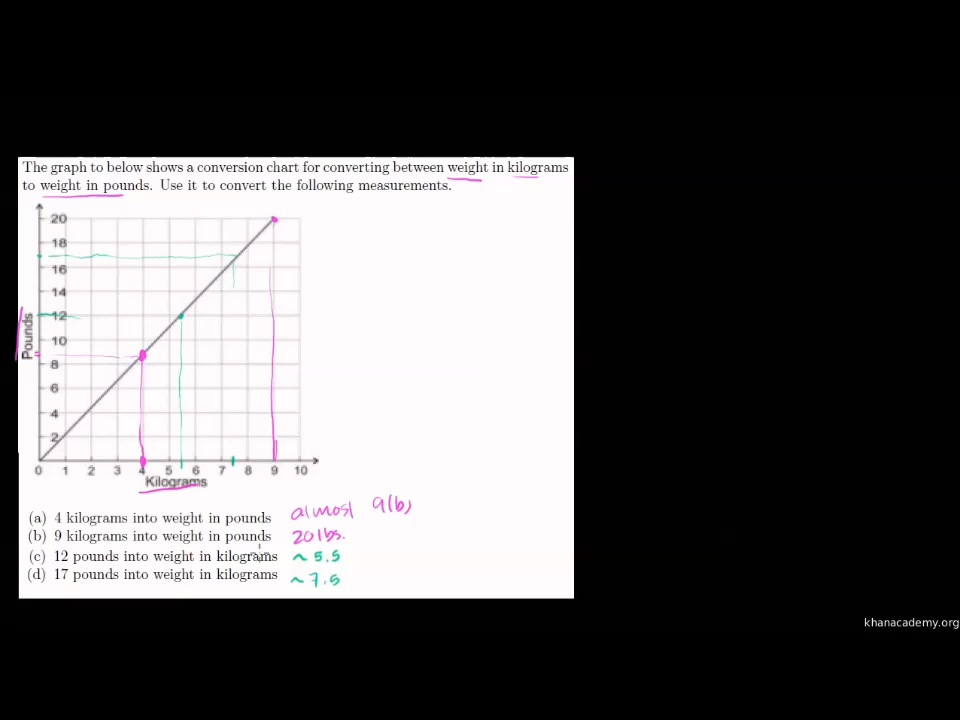 The graph to below shows a conversion chart for converting between weight in kilograms
to weight in pounds. Use it to convert the following measurements.
20
18
16
14
12
10
8
6
4
2
Pounds
0 1 2 3 4 5 6 7 8 9 10
Kilograms
(a) 4 kilograms into weight in pounds almost 9lb)
(b) 9 kilograms into weight in pounds 20lbs.
(c) 12 pounds into weight in kilograms ~ 5.5
(d) 17 pounds into weight in kilograms ~ 7.5
khanacademy.org